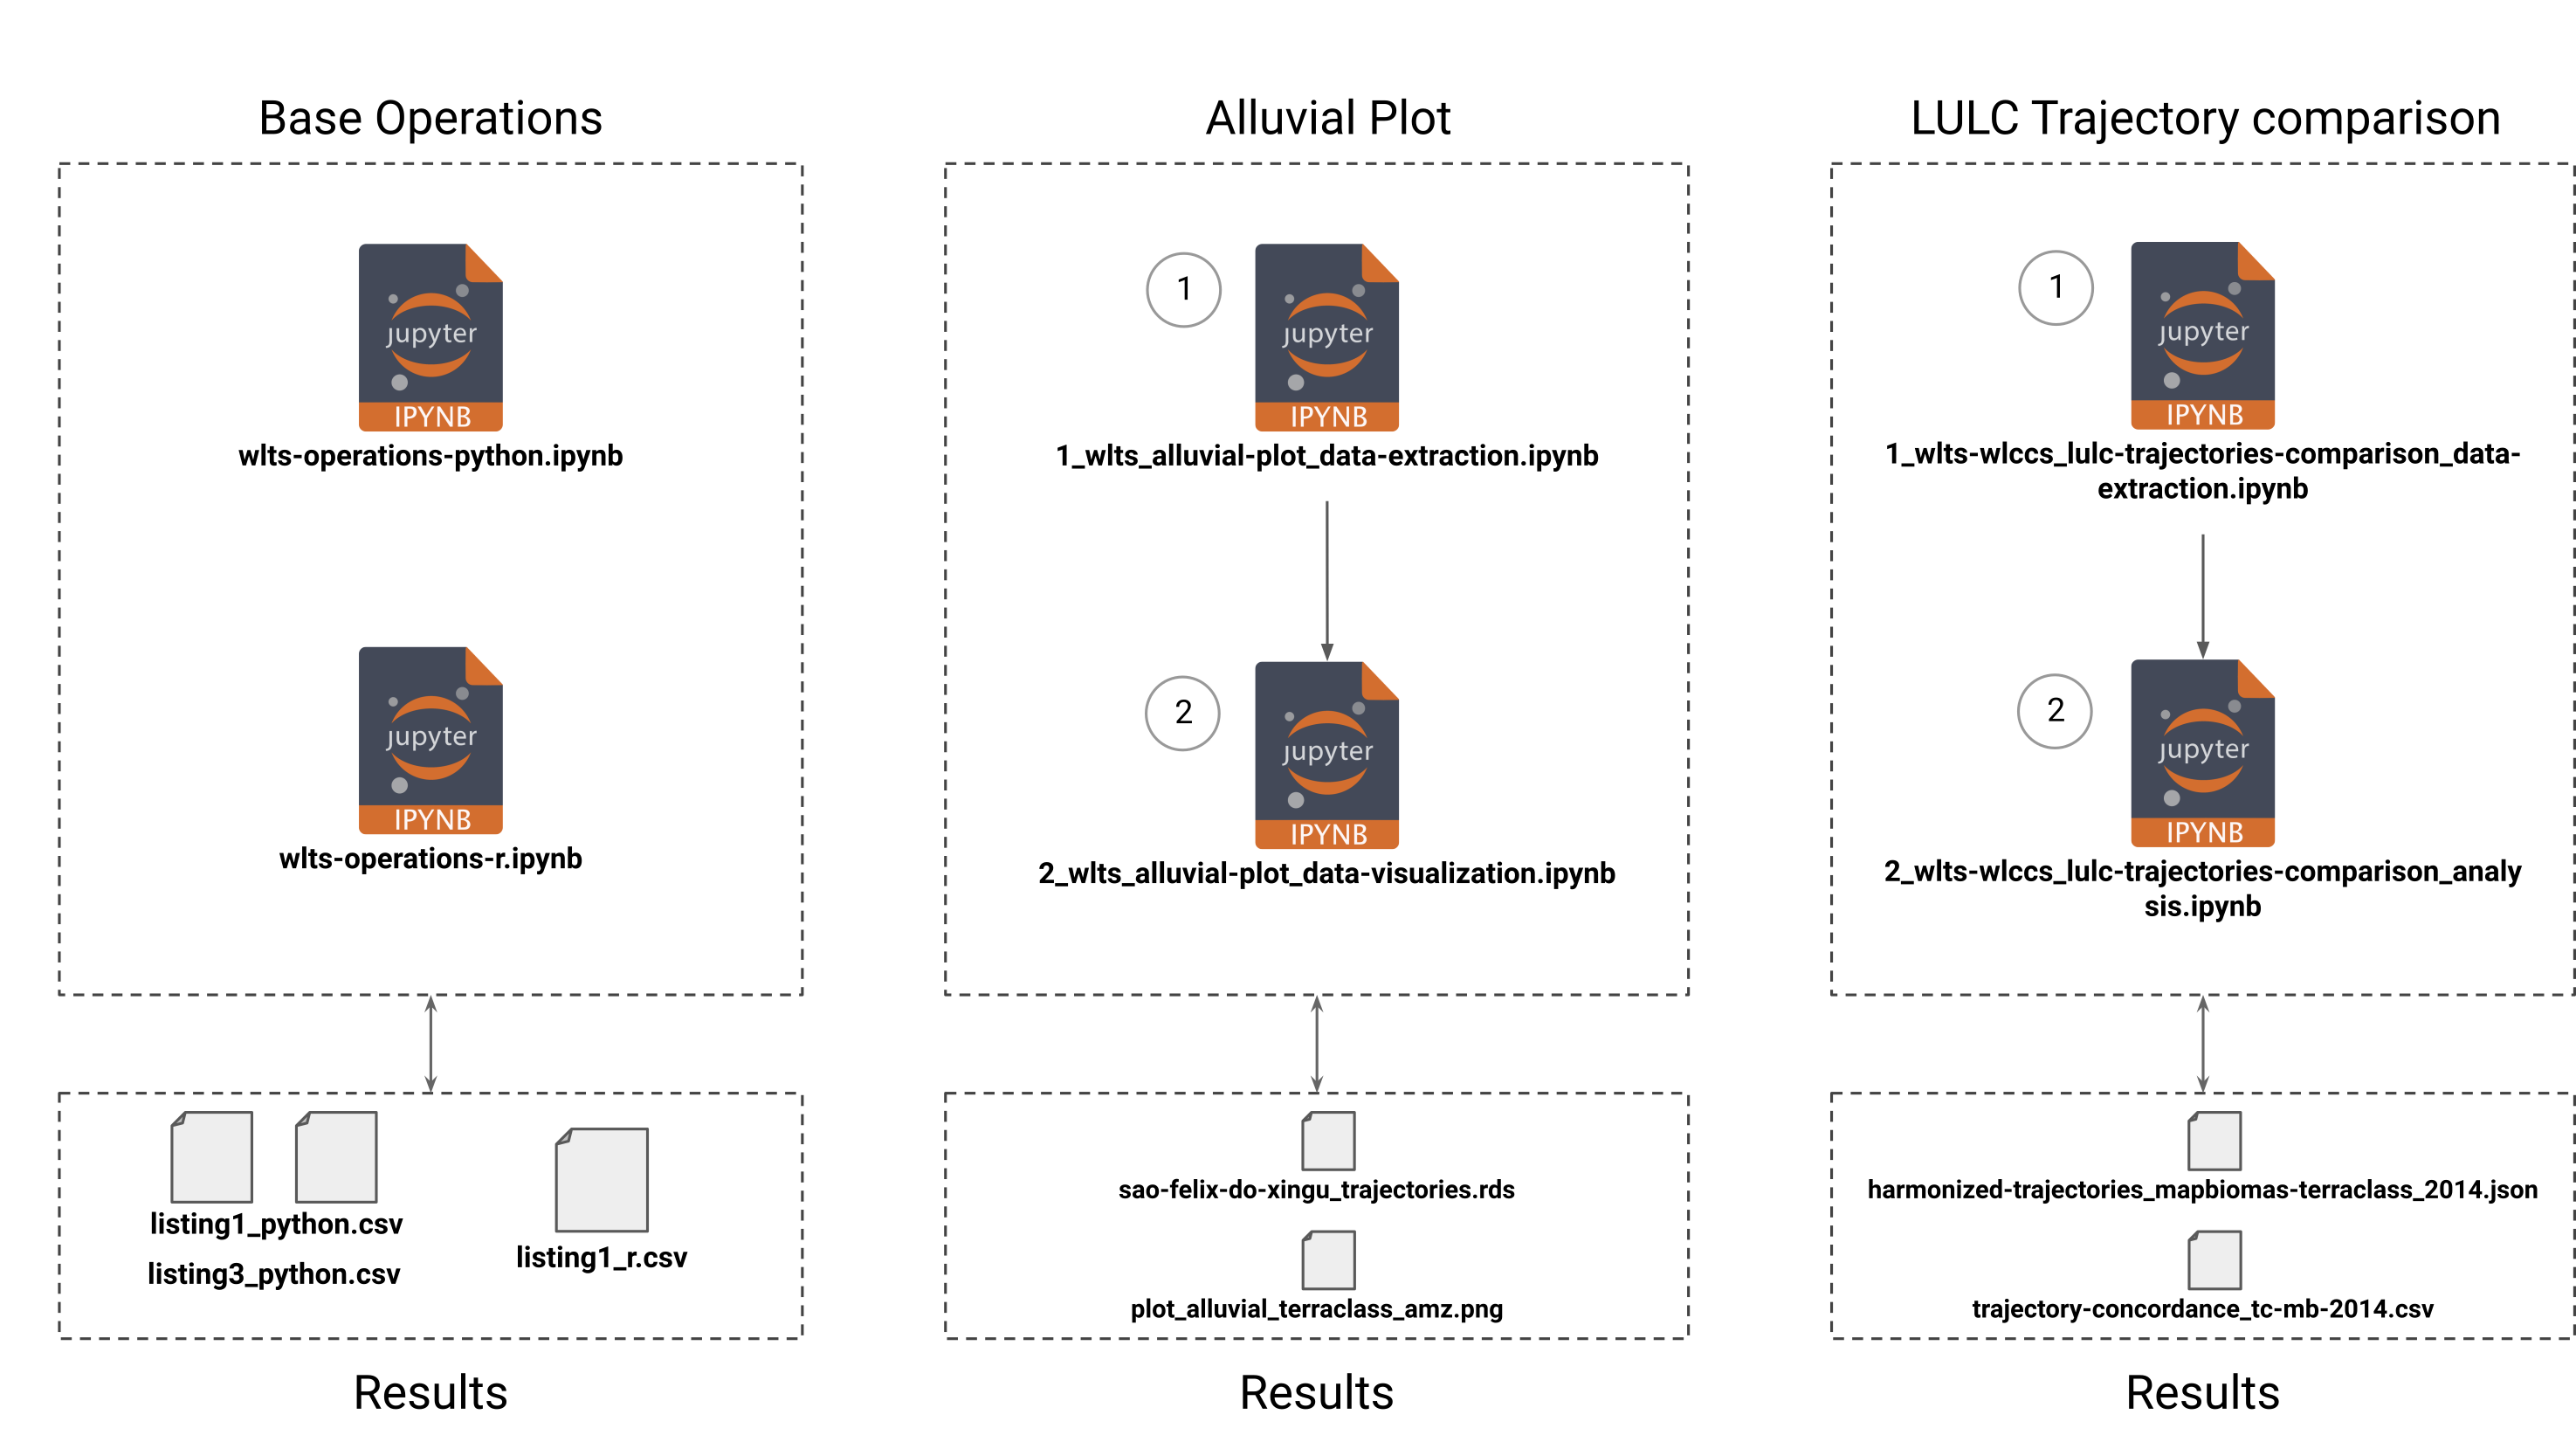 Base Operations
jupyter
IPYNB
wlts-operations-python.ipynb
jupyter
IPYNB
wlts-operations-r.ipynb
listing1_python.csv
listing3_python.csv
listing1_r.csv
Results
Alluvial Plot
1
jupyter
IPYNB
1_wlts_alluvial-plot_data-extraction.ipynb
2
jupyter
IPYNB
2_wlts_alluvial-plot_data-visualization.ipynb
sao-felix-do-xingu_trajectories.rds
plot_alluvial_terraclass_amz.png
Results
LULC Trajectory comparison
1
jupyter
IPYNB
1_wlts-wlccs_lulc-trajectories-comparison_data-
extraction.ipynb
2
jupyter
IPYNB
2_wlts-wlccs_lulc-trajectories-comparison_analy
sis.ipynb
harmonized-trajectories_mapbiomas-terraclass_2014.json
trajectory-concordance_tc-mb-2014.csv
Results